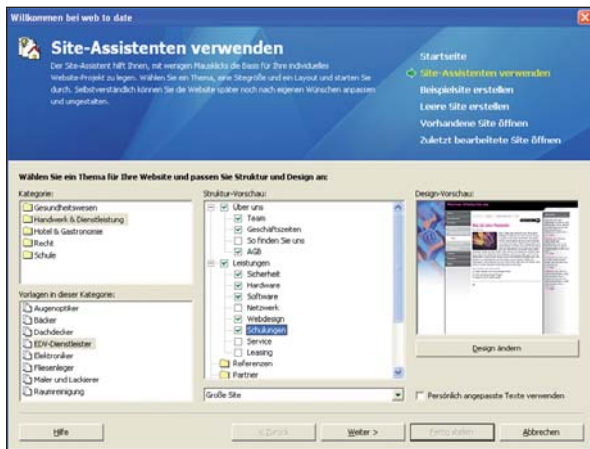 Willkommen bei web to date
Site-Assistenten verwenden
Der Site-Assistent hilft Ihnen, mit wenigen Mausklicks die Basis für Ihre individuelles
Website-Projekt zu legen. Wählen Sie ein Thema, eine Sitegröße und ein Layout und starten Sie
durch. Selbstverständlich können Sie die Website später noch nach eigenen Wünschen anpassen
und umgestalten.
Startseite
Site-Assistenten verwenden
Beispielsite erstellen
Leere Site erstellen
Vorhandene Site öffnen
Zuletzt bearbeitete Site öffnen
Wählen Sie ein Thema für Ihre Website und passen Sie Struktur und Design an:
Kategorie:
Gesundheitswesen
Handwerk & Dienstleistung
Hotel & Gastronomie
Recht
Schule
Vorlagen in dieser Kategorie:
Augenoptiker
Bäcker
Dachdecker
EDV-Dienstleister
Elektroniker
Fliesenleger
Maler und Lackierer
Raumreinigung
Struktur-Vorschau:
Über uns
Team
Geschäftszeiten
So finden Sie uns
AGB
Leistungen
Sicherheit
Hardware
Software
Netzwerk
Webdesign
Schulungen
Service
Leasing
Referenzen
Partner
Große Site
Design-Vorschau:
Design ändern
Persönlich angepasste Texte verwenden
Hilfe
< Zurück
Weiter >
Fertig stellen
Abbrechen